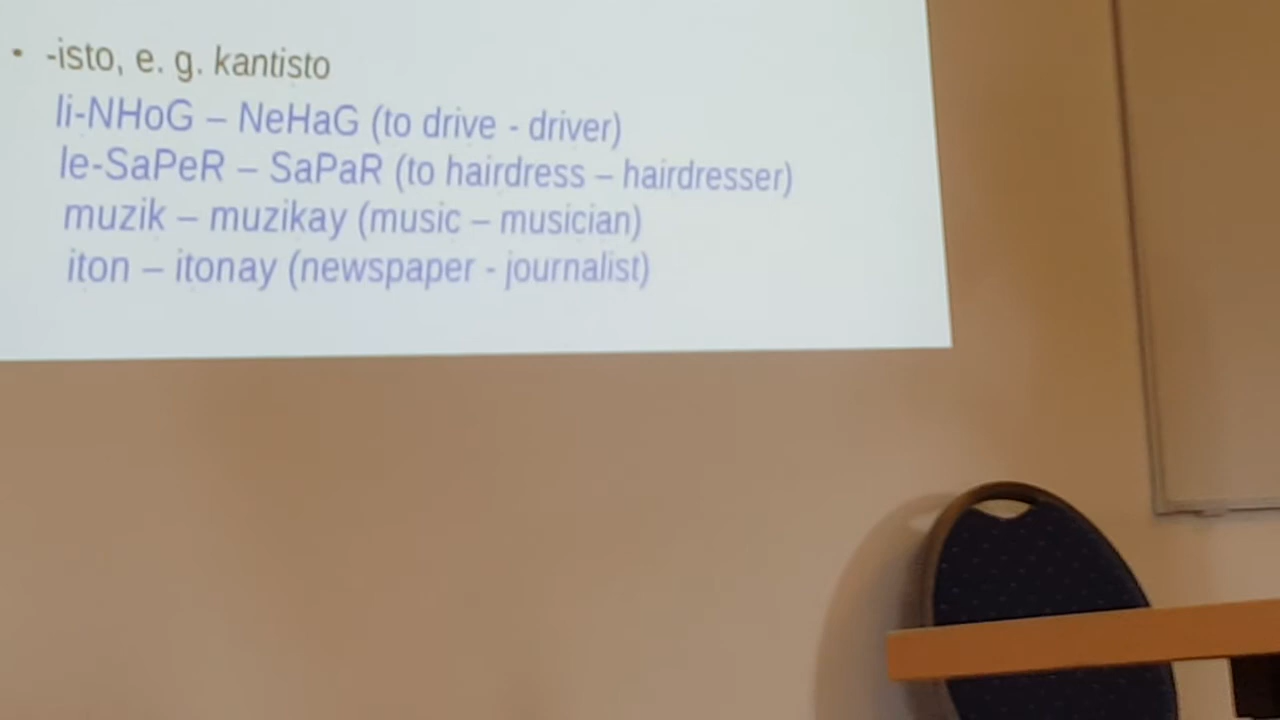 • -isto, e. g. kantisto
li-NHoG – NeHaG (to drive - driver)
le-SaPeR – SaPaR (to hairdress – hairdresser)
muzik – muzikay (music – musician)
iton – itonay (newspaper - journalist)